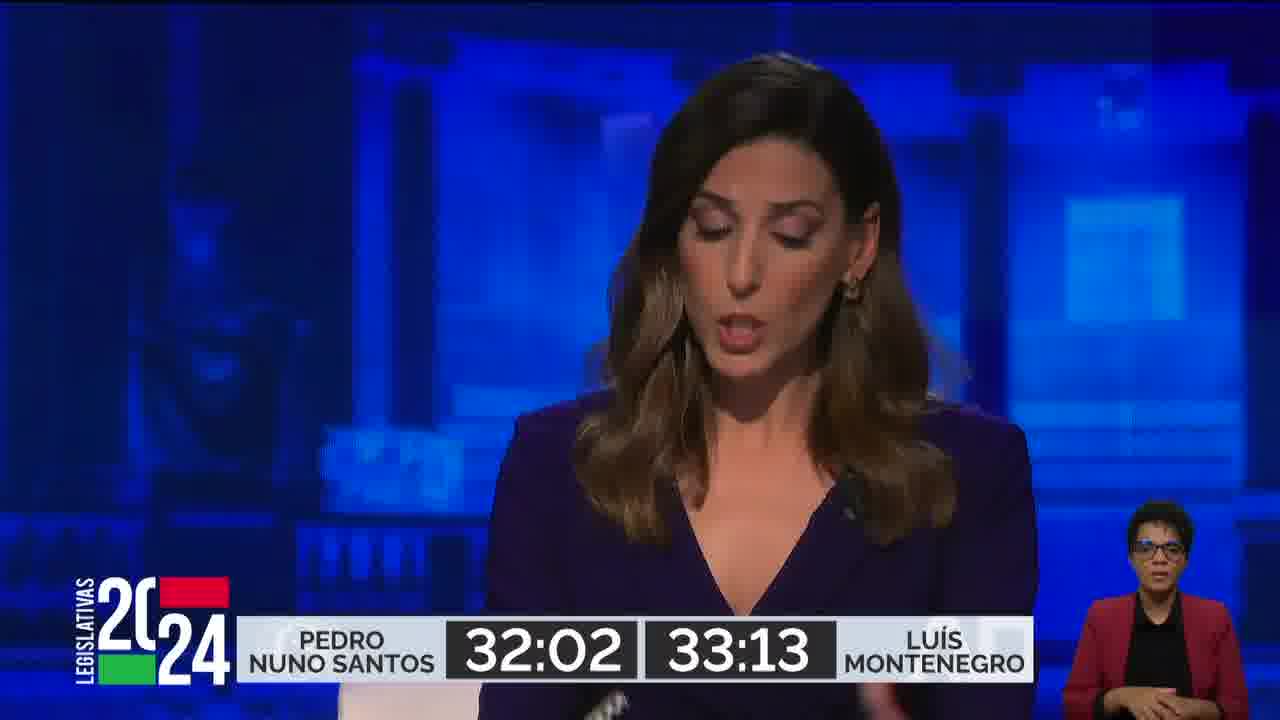 LEGISLATIVAS
2024
PEDRO
NUNO SANTOS
32:02
33:13
LUÍS
MONTENEGRO